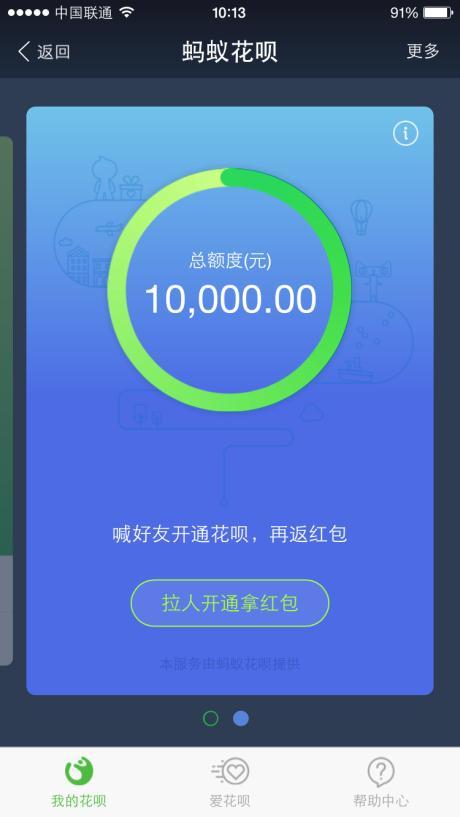 中国联通 10:13 91%
返回 蚂蚁花呗 更多
总额度(元)
10,000.00
喊好友开通花呗，再返红包
拉人开通拿红包
本服务由蚂蚁花呗提供
我的花呗 爱花呗 帮助中心